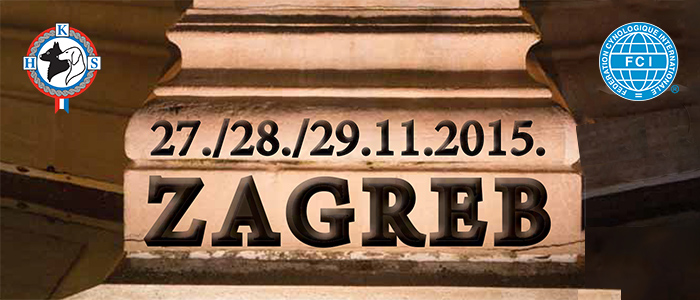 K
H S
27./28./29.11.2015.
ZAGREB
FEDERATION CYNOLOGIQUE INTERNATIONALE
FCI
®